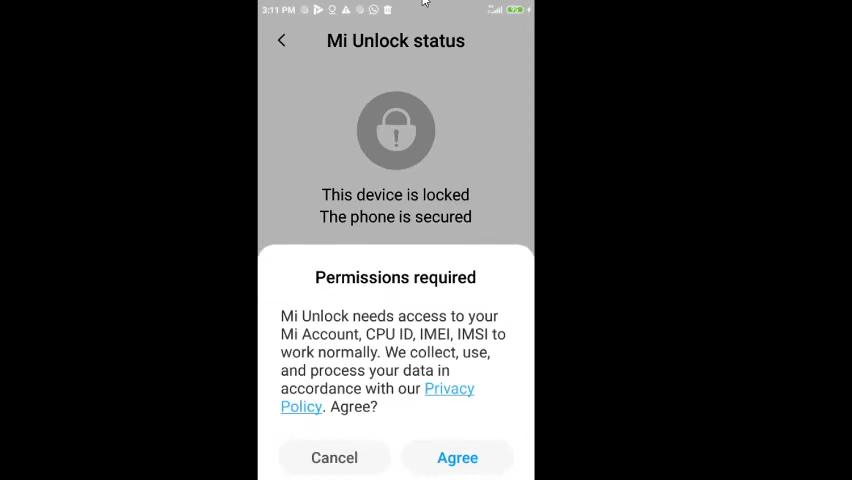 3:11 PM
4G 95
Mi Unlock status
This device is locked
The phone is secured
Permissions required
Mi Unlock needs access to your
Mi Account, CPU ID, IMEI, IMSI to
work normally. We collect, use,
and process your data in
accordance with our Privacy
Policy. Agree?
Cancel Agree